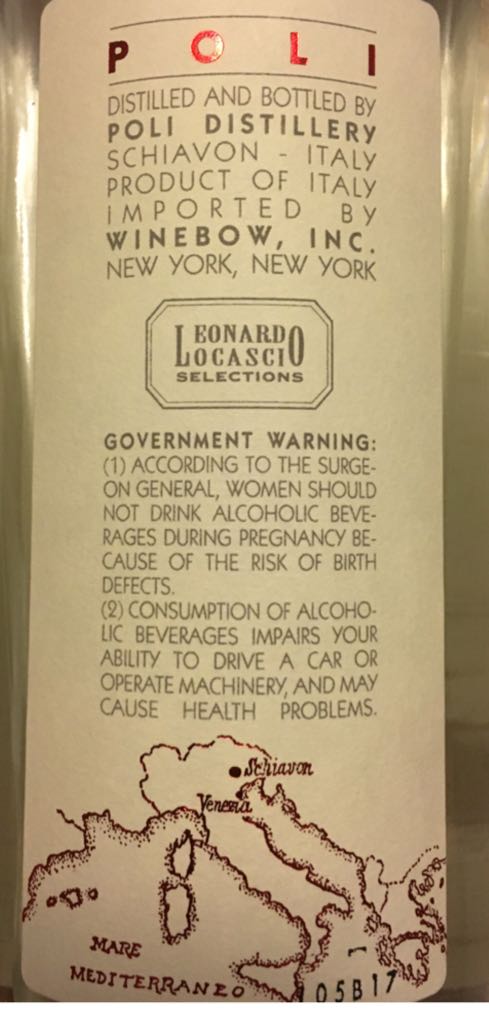 POLI
DISTILLED AND BOTTLED BY
POLI DISTILLERY
SCHIAVON - ITALY
PRODUCT OF ITALY
IMPORTED BY
WINEBOW, INC.
NEW YORK, NEW YORK
LEONARDO
LOCASCIO
SELECTIONS
GOVERNMENT WARNING:
(1) ACCORDING TO THE SURGE-
ON GENERAL, WOMEN SHOULD
NOT DRINK ALCOHOLIC BEVE-
RAGES DURING PREGNANCY BE-
CAUSE OF THE RISK OF BIRTH
DEFECTS.
(2) CONSUMPTION OF ALCOHO-
LIC BEVERAGES IMPAIRS YOUR
ABILITY TO DRIVE A CAR OR
OPERATE MACHINERY, AND MAY
CAUSE HEALTH PROBLEMS.
Schiavon
Venezia
MARE
MEDITERRANEO
05B17